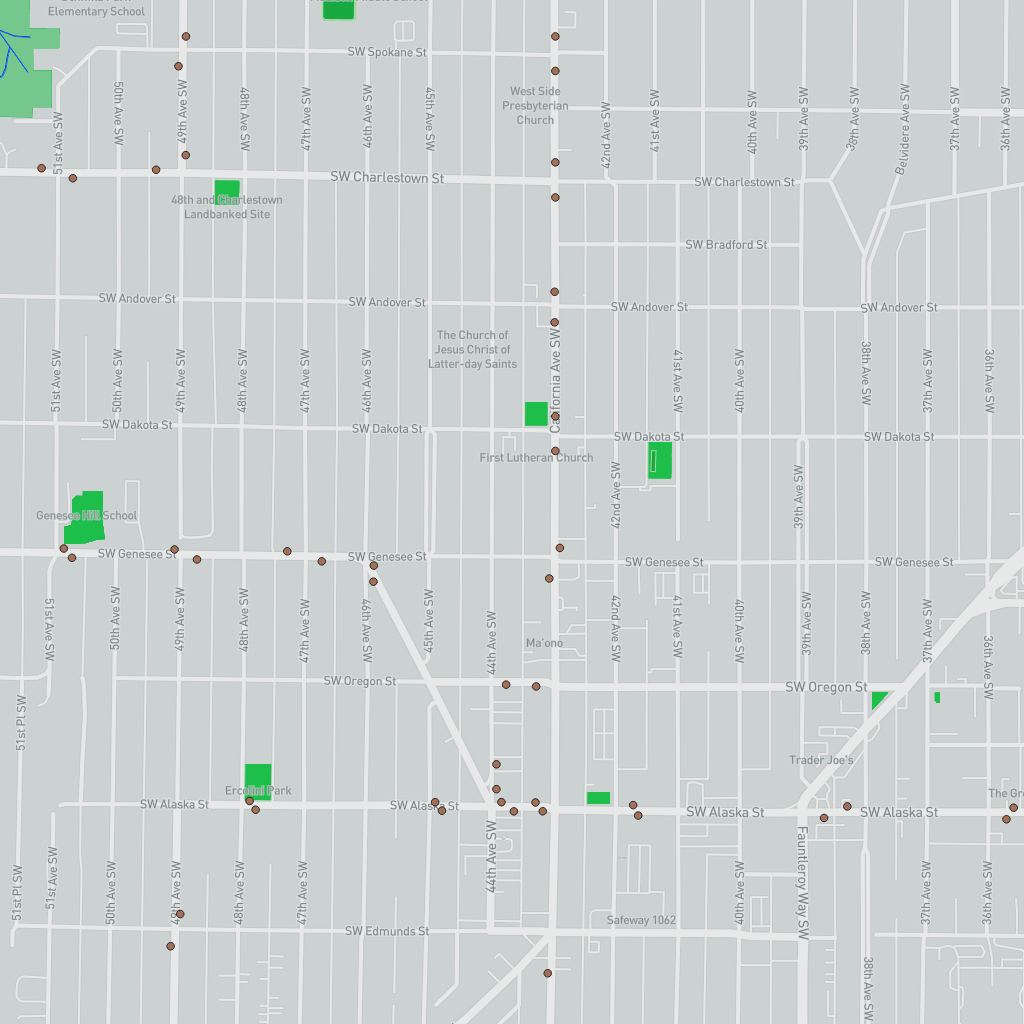 Elementary School
SW Spokane St
West Side
Presbyterian
Church
50th Ave SW
49th Ave SW
48th Ave SW
47th Ave SW
46th Ave SW
45th Ave SW
42nd Ave SW
41st Ave SW
40th Ave SW
39th Ave SW
38th Ave SW
Belvidere Ave SW
37th Ave SW
36th Ave SW
51st Ave SW
SW Charlestown St
SW Charlestown St
48th and Charlestown
Landbanked Site
SW Bradford St
SW Andover St
SW Andover St
SW Andover St
SW Andover St
The Church of
Jesus Christ of
Latter-day Saints
California Ave SW
51st Ave SW
50th Ave SW
49th Ave SW
48th Ave SW
47th Ave SW
46th Ave SW
41st Ave SW
40th Ave SW
38th Ave SW
37th Ave SW
36th Ave SW
SW Dakota St
SW Dakota St
SW Dakota St
SW Dakota St
First Lutheran Church
42nd Ave SW
39th Ave SW
Genesee Hill School
SW Genesee St
SW Genesee St
SW Genesee St
SW Genesee St
51st Ave SW
50th Ave SW
49th Ave SW
48th Ave SW
47th Ave SW
46th Ave SW
45th Ave SW
44th Ave SW
42nd Ave SW
41st Ave SW
40th Ave SW
39th Ave SW
38th Ave SW
37th Ave SW
36th Ave SW
Ma'ono
SW Oregon St
SW Oregon St
51st Pl SW
Trader Joe's
Ercolini Park
The Gro
SW Alaska St
SW Alaska St
SW Alaska St
SW Alaska St
44th Ave SW
Fauntleroy Way SW
51st Pl SW
51st Ave SW
50th Ave SW
49th Ave SW
48th Ave SW
47th Ave SW
40th Ave SW
37th Ave SW
36th Ave SW
Safeway 1062
SW Edmunds St
38th Ave SW